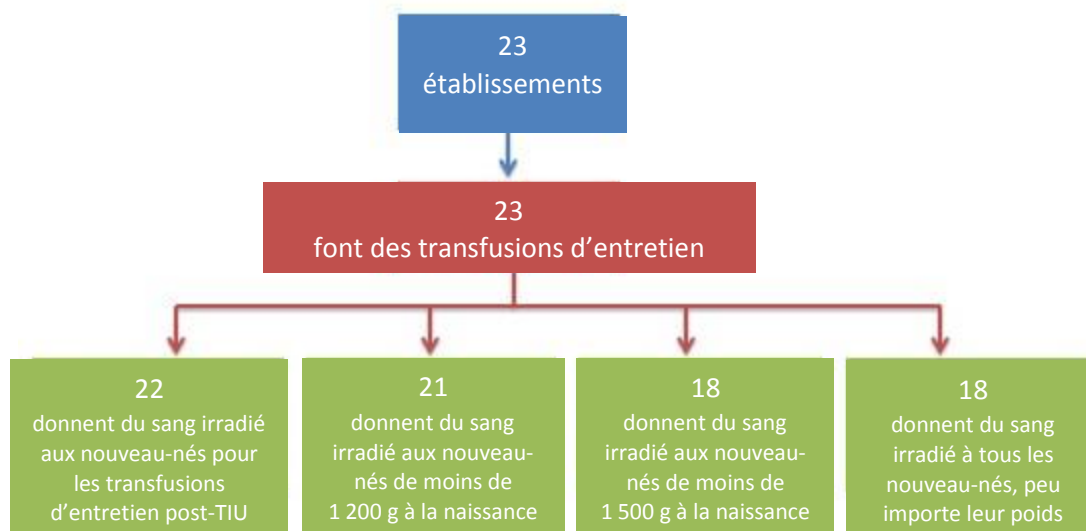 23
établissements
23
font des transfusions d’entretien
22
donnent du sang irradié
aux nouveau-nés pour
les transfusions
d’entretien post-TIU
21
donnent du sang
irradié aux nouveau-
nés de moins de
1 200 g à la naissance
18
donnent du sang
irradié aux nouveau-
nés de moins de
1 500 g à la naissance
18
donnent du sang
irradié à tous les
nouveau-nés, peu
importe leur poids